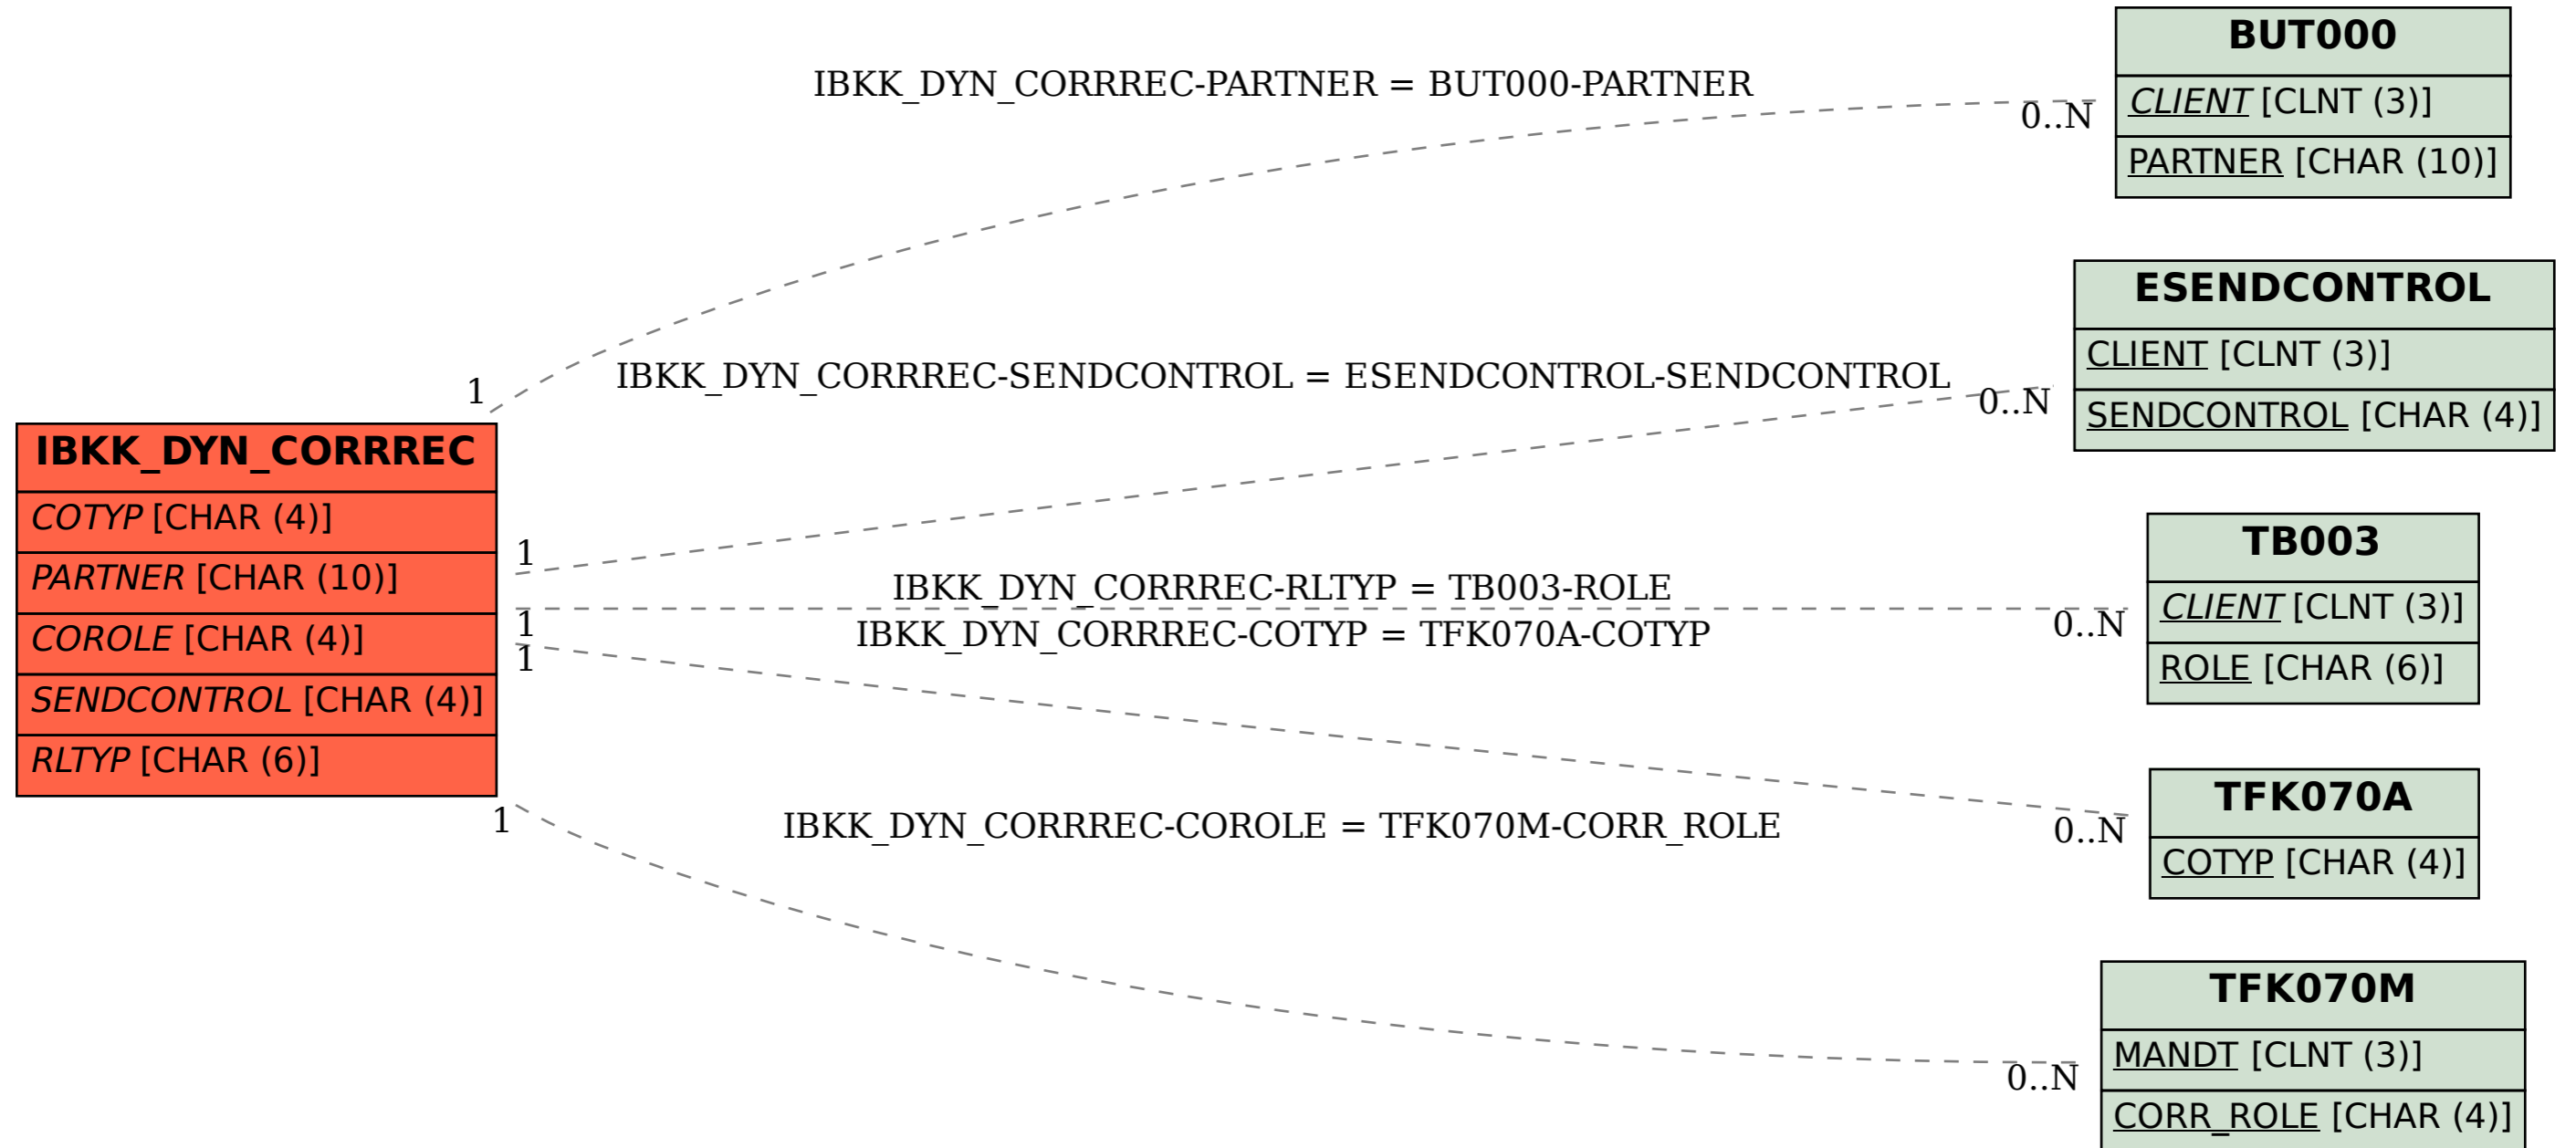 BUT000
CLIENT [CLNT (3)]
PARTNER [CHAR (10)]
IBKK_DYN_CORRREC-PARTNER = BUT000-PARTNER
0..N
1
ESENDCONTROL
CLIENT [CLNT (3)]
SENDCONTROL [CHAR (4)]
IBKK_DYN_CORRREC-SENDCONTROL = ESENDCONTROL-SENDCONTROL
0..N
1
IBKK_DYN_CORRREC
COTYP [CHAR (4)]
PARTNER [CHAR (10)]
COROLE [CHAR (4)]
SENDCONTROL [CHAR (4)]
RLTYP [CHAR (6)]
TB003
CLIENT [CLNT (3)]
ROLE [CHAR (6)]
IBKK_DYN_CORRREC-RLTYP = TB003-ROLE
0..N
1
IBKK_DYN_CORRREC-COTYP = TFK070A-COTYP
1
0..N
TFK070A
COTYP [CHAR (4)]
IBKK_DYN_CORRREC-COROLE = TFK070M-CORR_ROLE
1
0..N
TFK070M
MANDT [CLNT (3)]
CORR_ROLE [CHAR (4)]